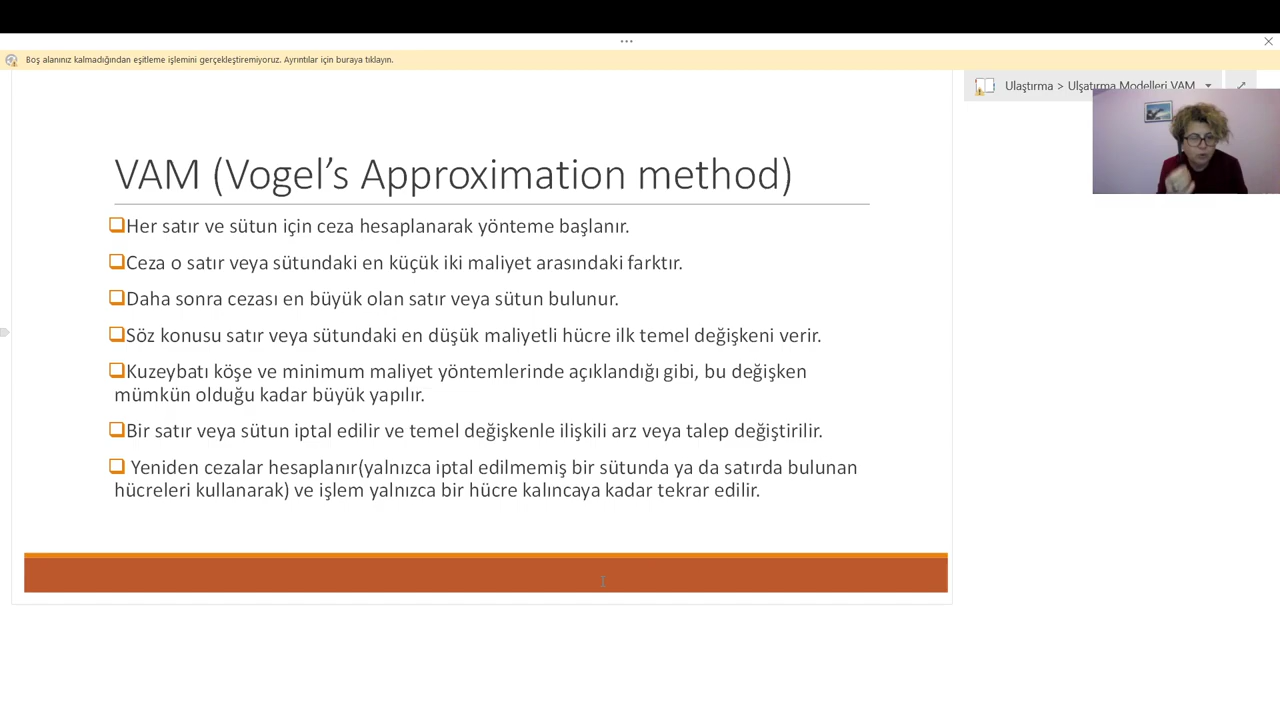 Boş alanınız kalmadığından eşitleme işlemini gerçekleştiremiyoruz. Ayrıntılar için buraya tıklayın.
Ulaştırma > Ulşatırma Modelleri VAM
VAM (Vogel’s Approximation method)
Her satır ve sütun için ceza hesaplanarak yönteme başlanır.
Ceza o satır veya sütundaki en küçük iki maliyet arasındaki farktır.
Daha sonra cezası en büyük olan satır veya sütun bulunur.
Söz konusu satır veya sütundaki en düşük maliyetli hücre ilk temel değişkeni verir.
Kuzeybatı köşe ve minimum maliyet yöntemlerinde açıklandığı gibi, bu değişken
mümkün olduğu kadar büyük yapılır.
Bir satır veya sütun iptal edilir ve temel değişkenle ilişkili arz veya talep değiştirilir.
Yeniden cezalar hesaplanır(yalnızca iptal edilmemiş bir sütunda ya da satırda bulunan
hücreleri kullanarak) ve işlem yalnızca bir hücre kalıncaya kadar tekrar edilir.